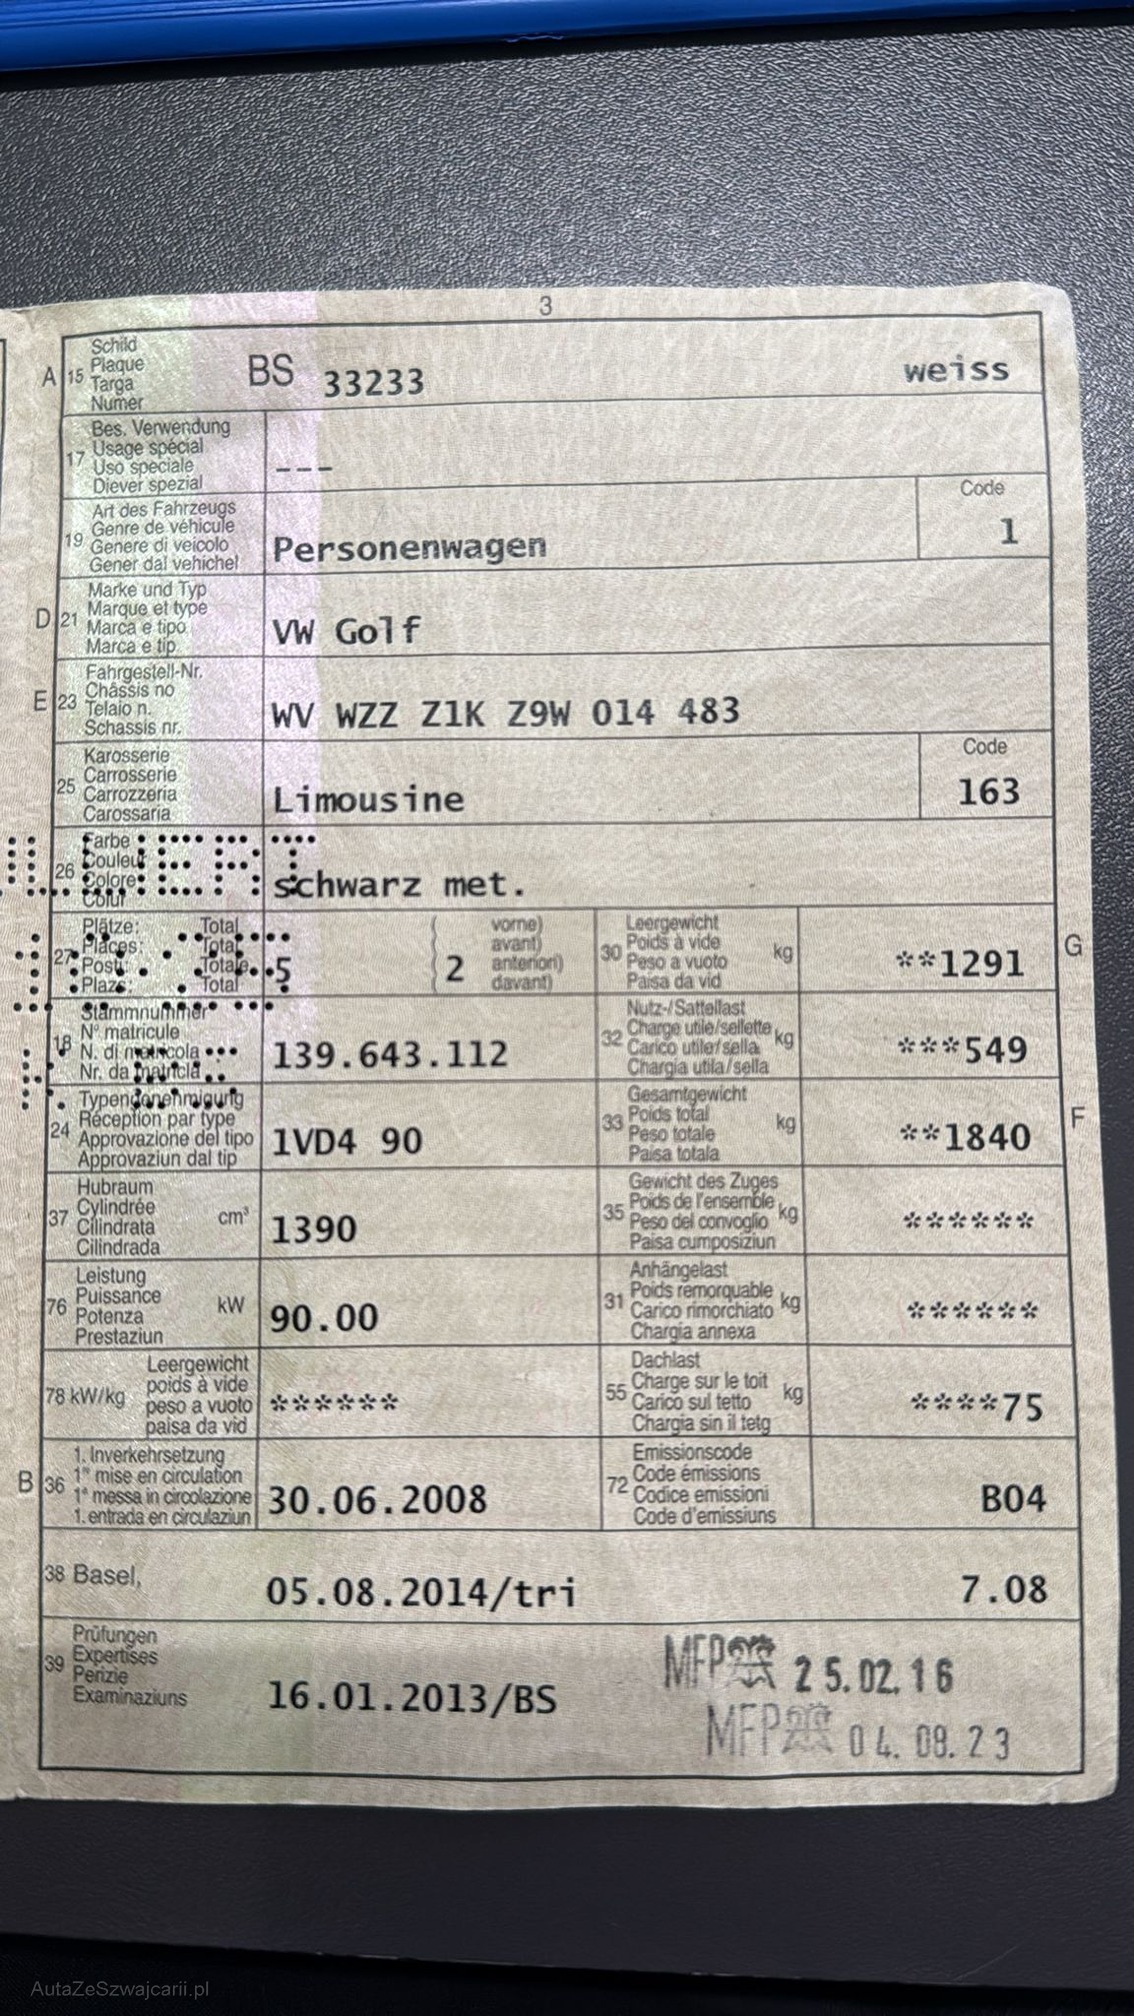 3
A 15 Schild
Plaque
Targa
Numer
BS 33233 weiss
17 Bes. Verwendung
Usage spécial
Uso speciale
Diever spezial
---
19 Art des Fahrzeugs
Genre de véhicule
Genere di veicolo
Gener dal vehichel
Personenwagen
Code
1
D 21 Marke und Typ
Marque et type
Marca e tipo
Marca e tip
VW Golf
E 23 Fahrgestell-Nr.
Châssis no
Telaio n.
Schassis nr.
WV WZZ Z1K Z9W 014 483
25 Karosserie
Carrosserie
Carrozzeria
Carossaria
Limousine
Code
163
26 Farbe
Couleur
Colore
Colur
schwarz met.
27 Plätze: Total
Places: Total
Posti: Totale
Plazs: Total
5
2
vorne)
avant)
anteriori)
davant)
30 Leergewicht
Poids à vide
Peso a vuoto
Paisa da vid
kg
**1291
G
18 Stammnummer
N° matricule
N. di matricola
Nr. da matricla
139.643.112
32 Nutz-/Sattellast
Charge utile/sellette
Carico utile/sella
Chargia utila/sella
kg
***549
24 Typengenehmigung
Réception par type
Approvazione del tipo
Approvaziun dal tip
1VD4 90
33 Gesamtgewicht
Poids total
Peso totale
Paisa totala
kg
**1840
F
37 Hubraum
Cylindrée
Cilindrata
Cilindrada
cm³
1390
35 Gewicht des Zuges
Poids de l'ensemble
Peso del convoglio
Paisa cumposiziun
kg
******
76 Leistung
Puissance
Potenza
Prestaziun
kW
90.00
31 Anhängelast
Poids remorquable
Carico rimorchiato
Chargia annexa
kg
******
78 kW/kg
Leergewicht
poids à vide
peso a vuoto
paisa da vid
******
55 Dachlast
Charge sur le toit
Carico sul tetto
Chargia sin il tetg
kg
****75
B 36 1. Inverkehrsetzung
1re mise en circulation
1a messa in circolazione
1. entrada en circulaziun
30.06.2008
72 Emissionscode
Code émissions
Codice emissioni
Code d'emissiuns
B04
38 Basel,
05.08.2014/tri 7.08
39 Prüfungen
Expertises
Perizie
Examinaziuns
16.01.2013/BS
MFP 25.02.16
MFP 04.08.23
AutaZeSzwajcarii.pl